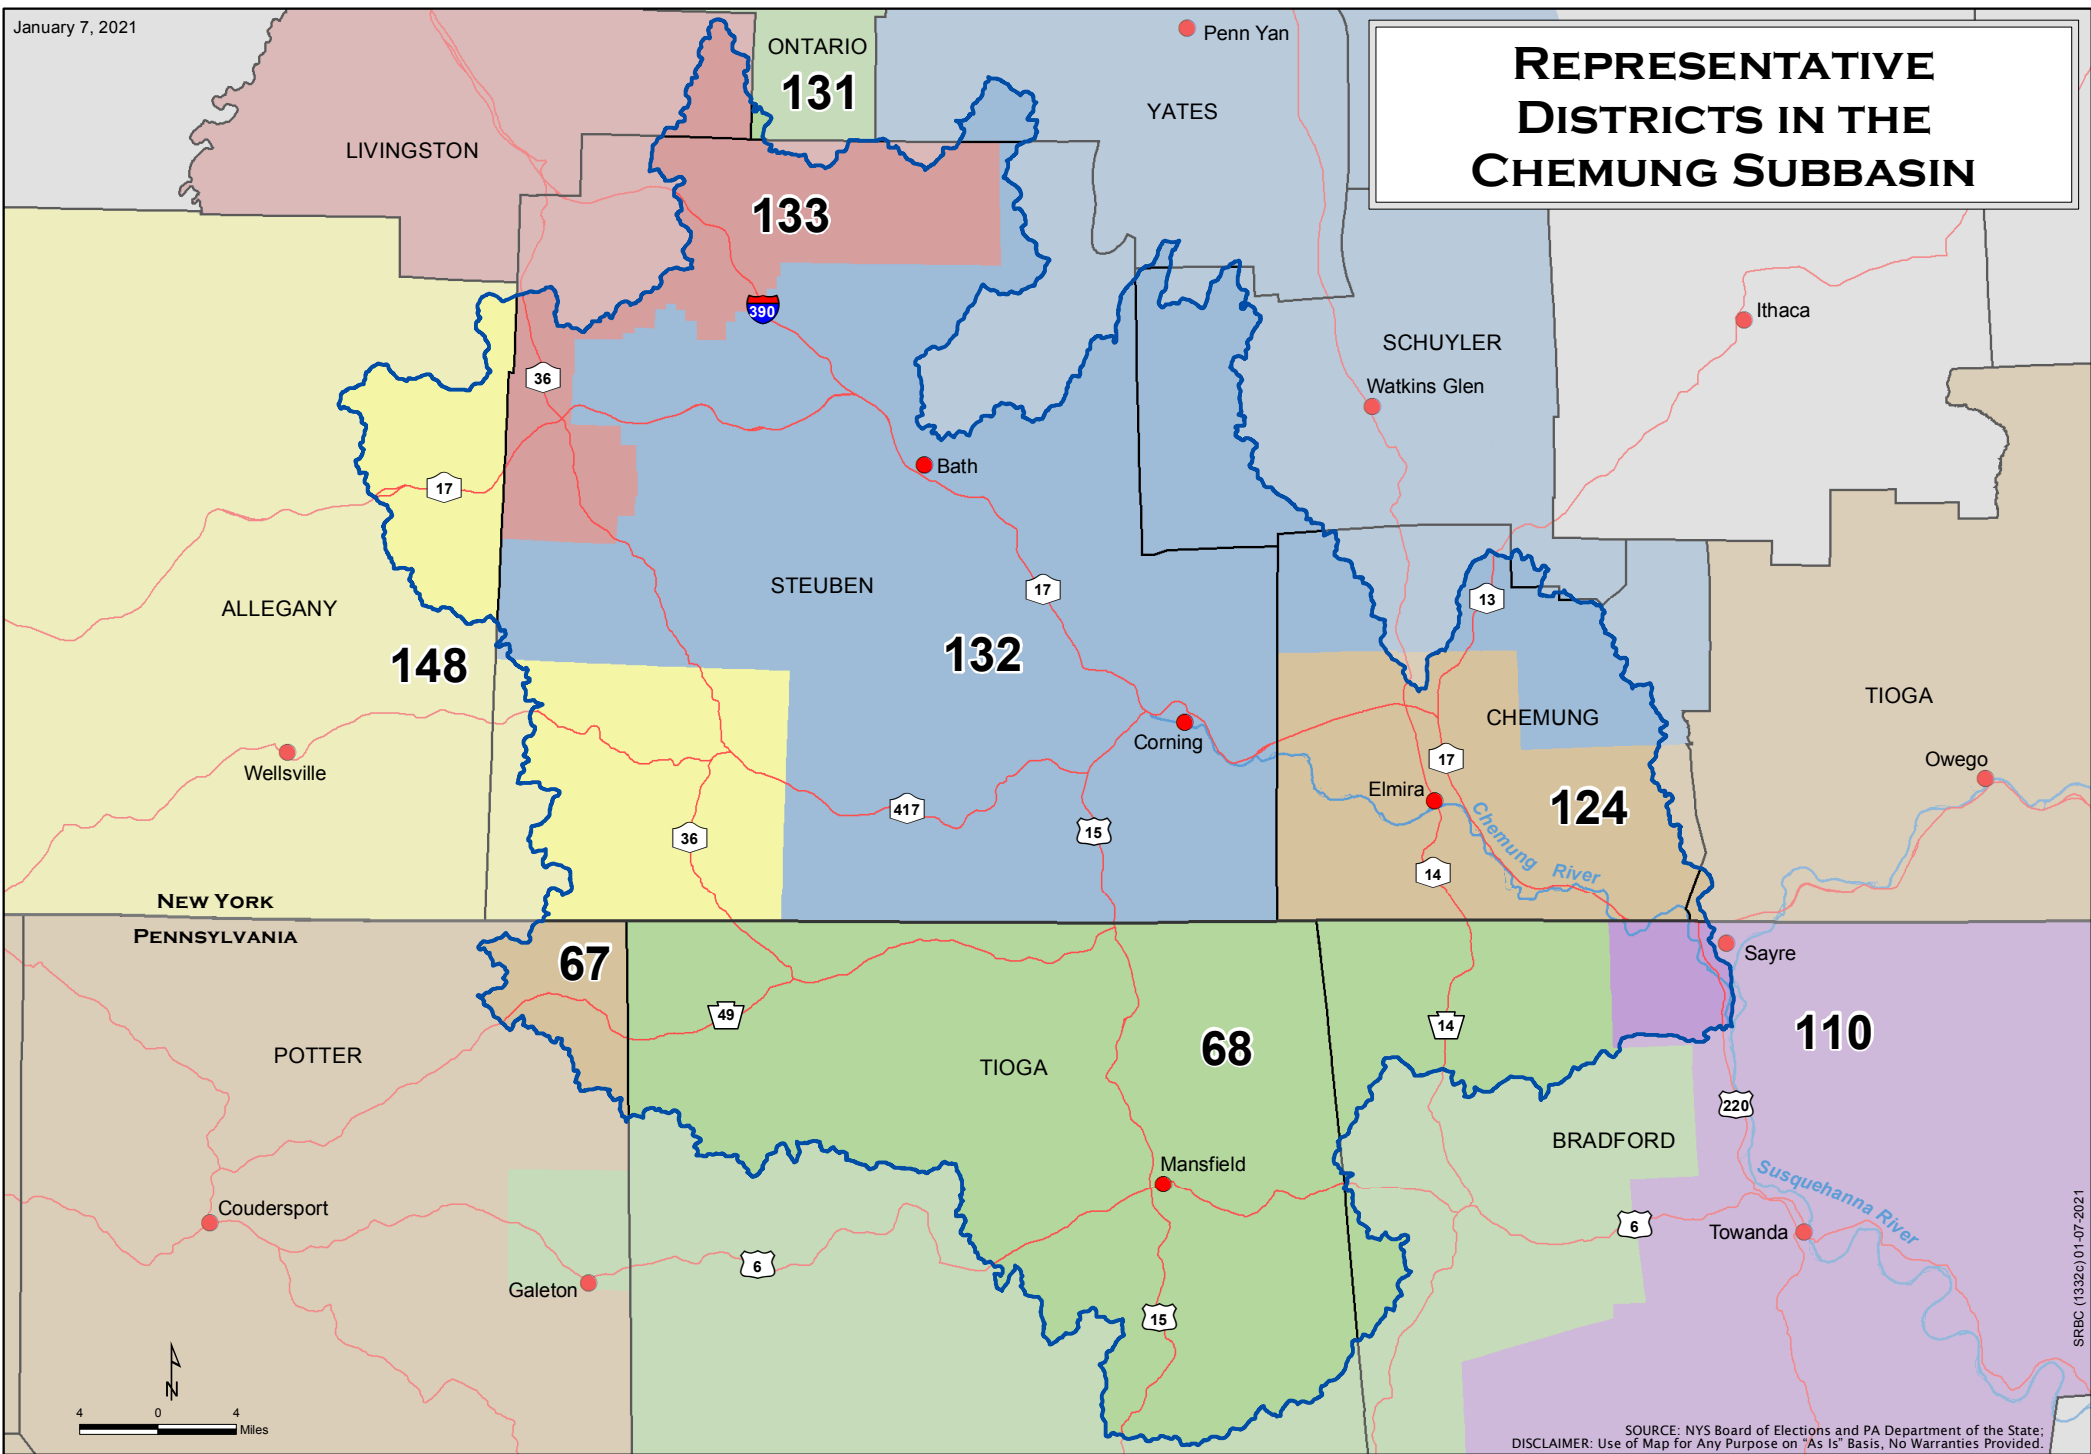 January 7, 2021
REPRESENTATIVE
DISTRICTS IN THE
CHEMUNG SUBBASIN
Penn Yan
ONTARIO
131
YATES
LIVINGSTON
133
390
Ithaca
SCHUYLER
36
Watkins Glen
Bath
17
STEUBEN
17
13
ALLEGANY
148
132
TIOGA
CHEMUNG
Corning
Wellsville
17
Owego
Elmira
124
417
15
36
Chemung River
14
NEW YORK
PENNSYLVANIA
67
Sayre
49
14
110
68
POTTER
TIOGA
220
BRADFORD
Mansfield
Susquehanna River
Coudersport
6
Towanda
6
Galeton
15
N
4 0 4
Miles
SRBC (1332c) 01-07-2021
SOURCE: NYS Board of Elections and PA Department of the State;
DISCLAIMER: Use of Map for Any Purpose on "As Is" Basis, No Warranties Provided.